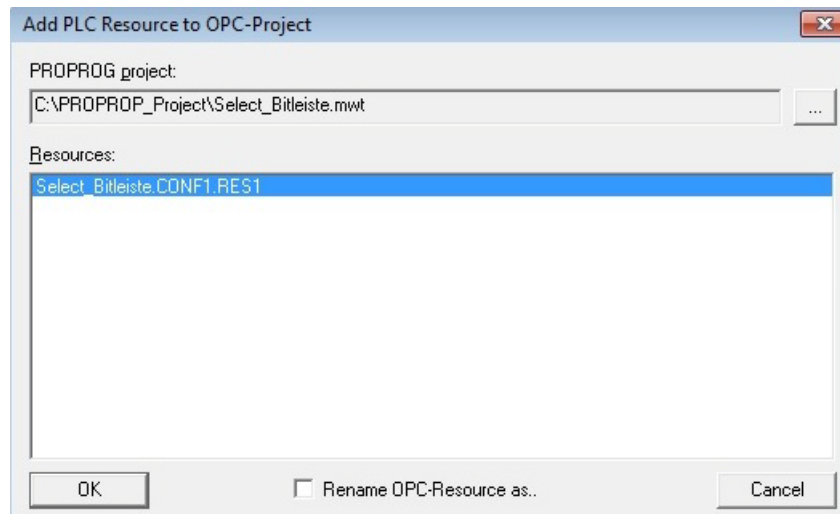 Add PLC Resource to OPC-Project
PROPROG project:
C:\PROPROP_Project\Select_Bitleiste.mwt
...
Resources:
Select_Bitleiste.CONF1.RES1
OK
Rename OPC-Resource as..
Cancel